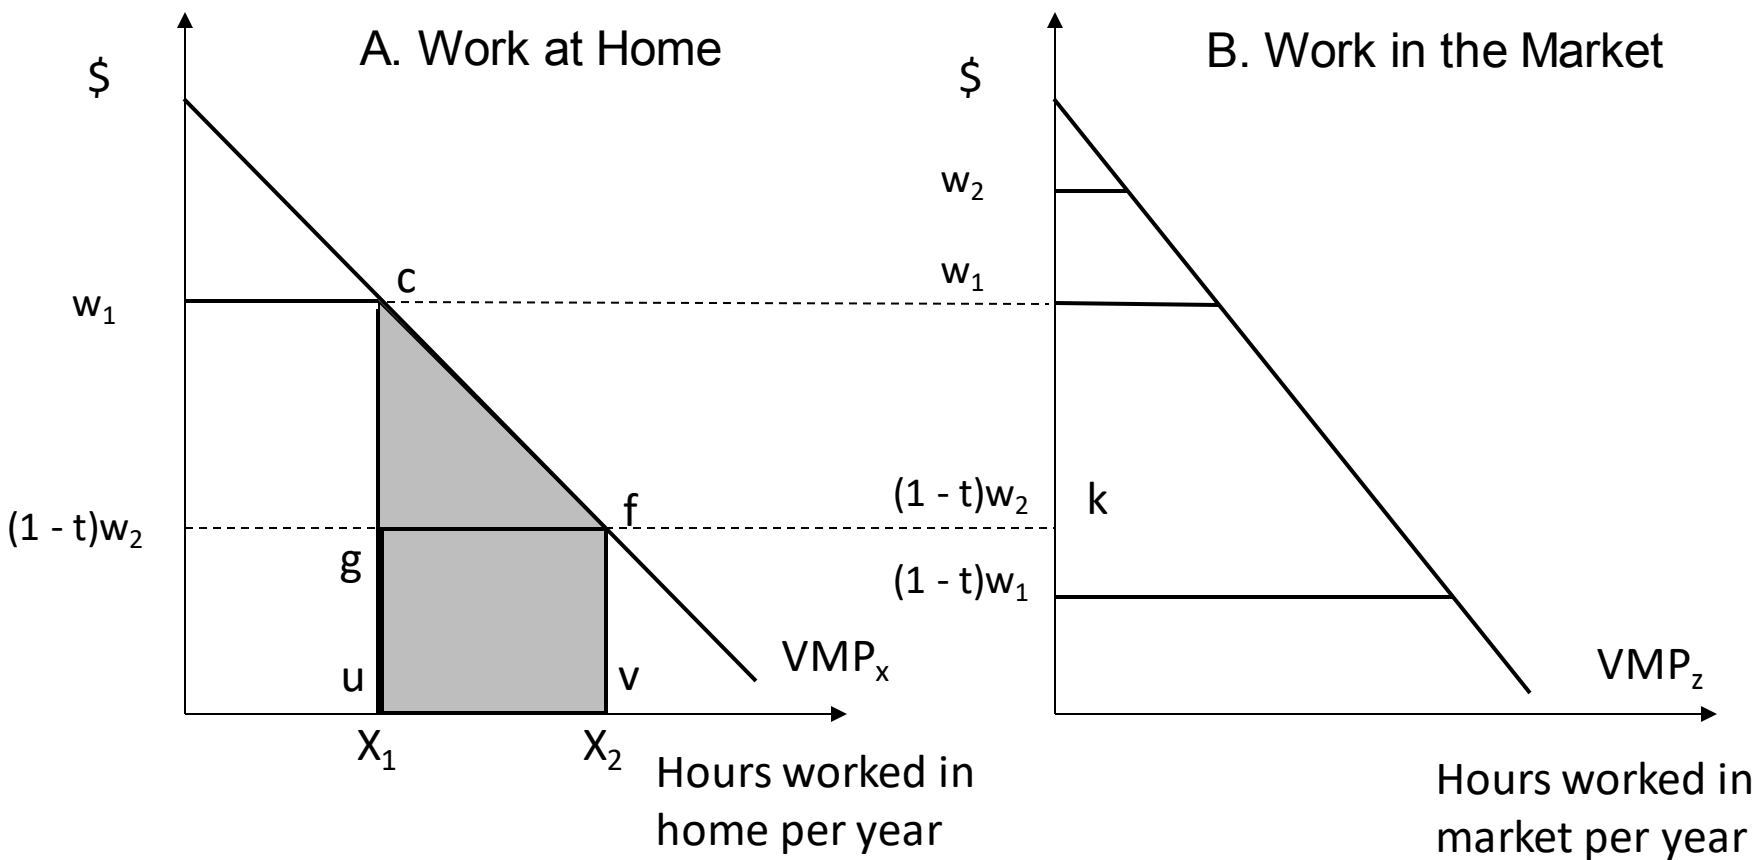 A. Work at Home
$
c
w₁
f
(1 - t)w₂
g
u
v
VMPₓ
X₁
X₂
Hours worked in
home per year
B. Work in the Market
$
w₂
w₁
(1 - t)w₂
k
(1 - t)w₁
VMP_z
Hours worked in
market per year